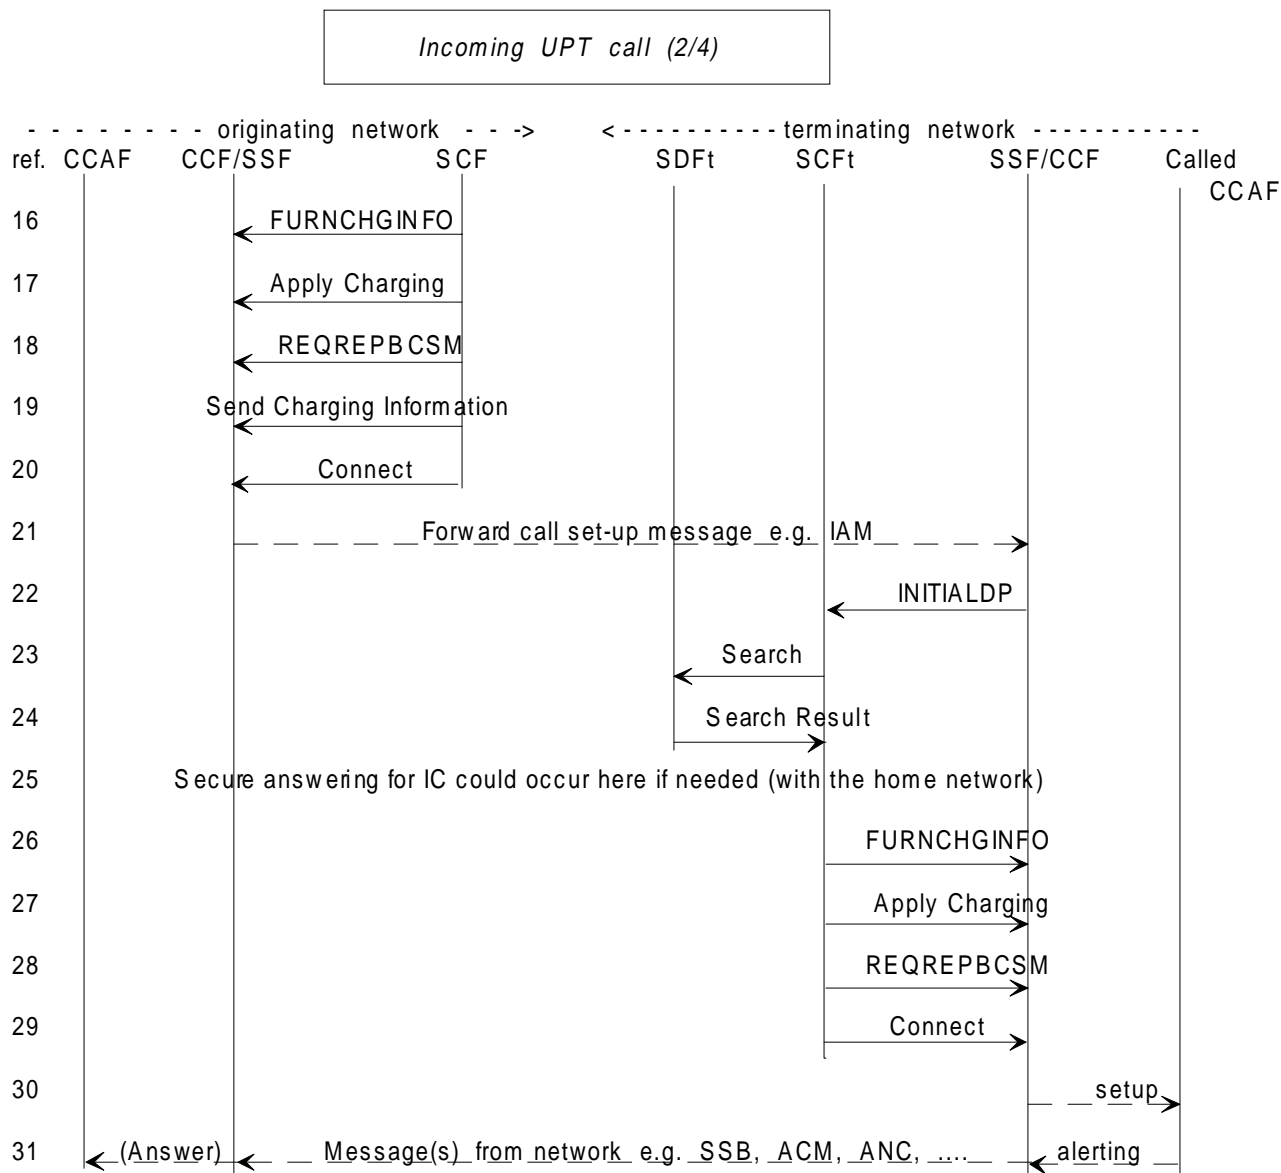 Incoming UPT call (2/4)
- - - - - - - - originating network - - -> <- - - - - - - - - - terminating network - - - - - - - - - - -
ref. CCAF CCF/SSF SCF SDFt SCFt SSF/CCF Called
CCAF
16 FURNCHGINFO
17 Apply Charging
18 REQREPBCSM
19 Send Charging Information
20 Connect
21 Forward call set-up message e.g. IAM
22 INITIALDP
23 Search
24 Search Result
25 Secure answering for IC could occur here if needed (with the home network)
26 FURNCHGINFO
27 Apply Charging
28 REQREPBCSM
29 Connect
30 setup
31 (Answer) Message(s) from network e.g. SSB, ACM, ANC, .... alerting